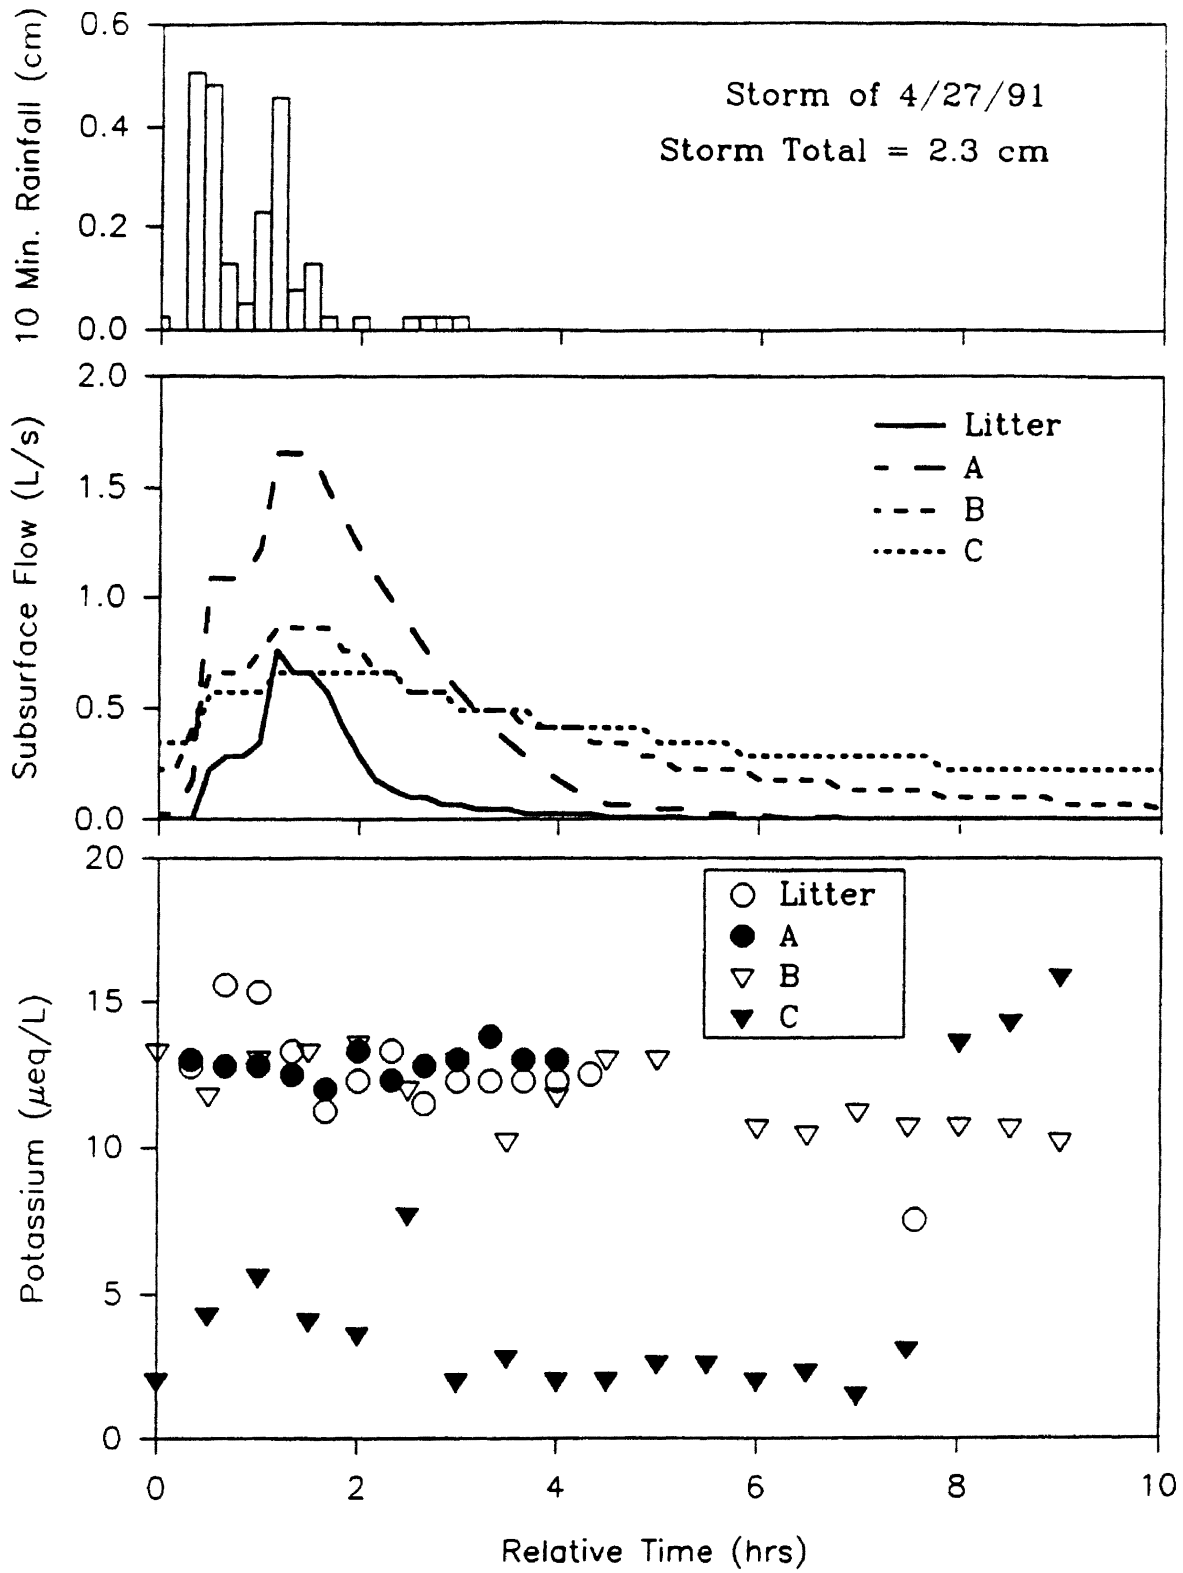 10 Min. Rainfall (cm)
0.6
0.4
0.2
0.0
Storm of 4/27/91
Storm Total = 2.3 cm
Subsurface Flow (L/s)
2.0
1.5
1.0
0.5
0.0
Litter
A
B
C
Potassium (μeq/L)
20
15
10
5
0
Litter
A
B
C
0 2 4 6 8 10
Relative Time (hrs)